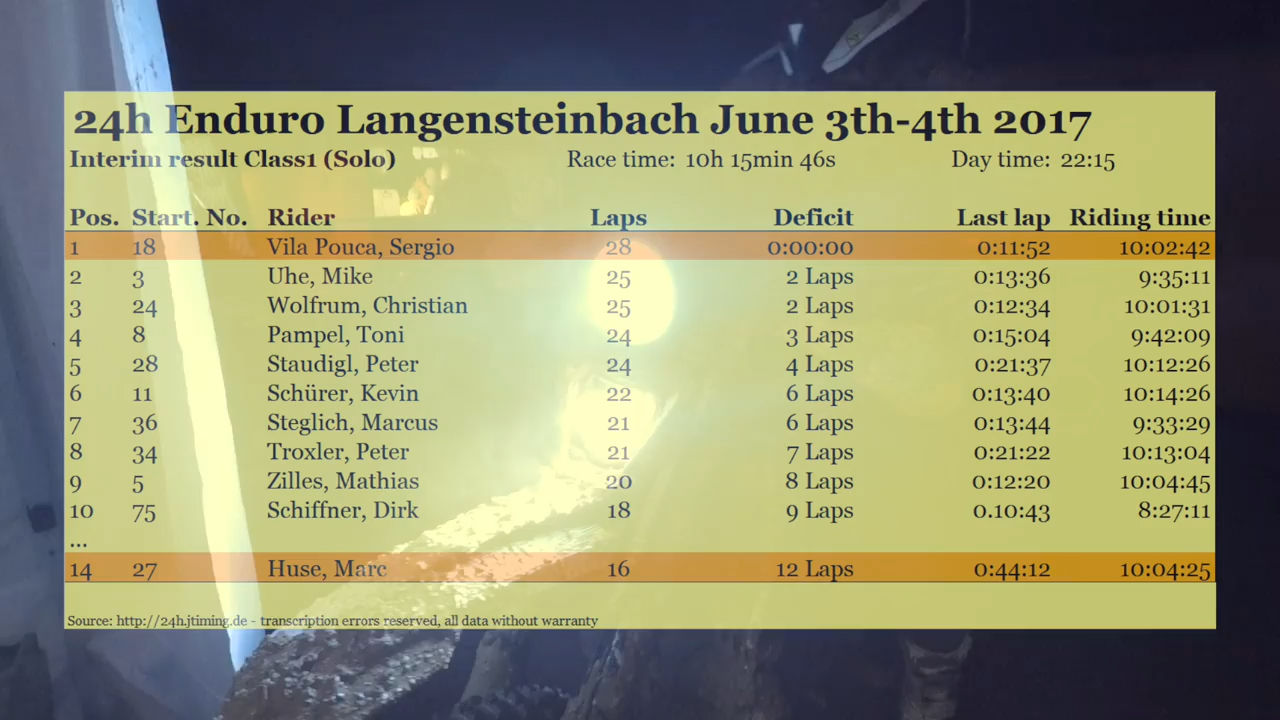 24h Enduro Langensteinbach June 3th-4th 2017
Interim result Class1 (Solo) Race time: 10h 15min 46s Day time: 22:15
Pos. Start. No. Rider Laps Deficit Last lap Riding time
1 18 Vila Pouca, Sergio 28 0:00:00 0:11:52 10:02:42
2 3 Uhe, Mike 25 2 Laps 0:13:36 9:35:11
3 24 Wolfrum, Christian 25 2 Laps 0:12:34 10:01:31
4 8 Pampel, Toni 24 3 Laps 0:15:04 9:42:09
5 28 Staudigl, Peter 24 4 Laps 0:21:37 10:12:26
6 11 Schürer, Kevin 22 6 Laps 0:13:40 10:14:26
7 36 Steglich, Marcus 21 6 Laps 0:13:44 9:33:29
8 34 Troxler, Peter 21 7 Laps 0:21:22 10:13:04
9 5 Zilles, Mathias 20 8 Laps 0:12:20 10:04:45
10 75 Schiffner, Dirk 18 9 Laps 0.10:43 8:27:11
...
14 27 Huse, Marc 16 12 Laps 0:44:12 10:04:25
Source: http://24h.jtiming.de - transcription errors reserved, all data without warranty